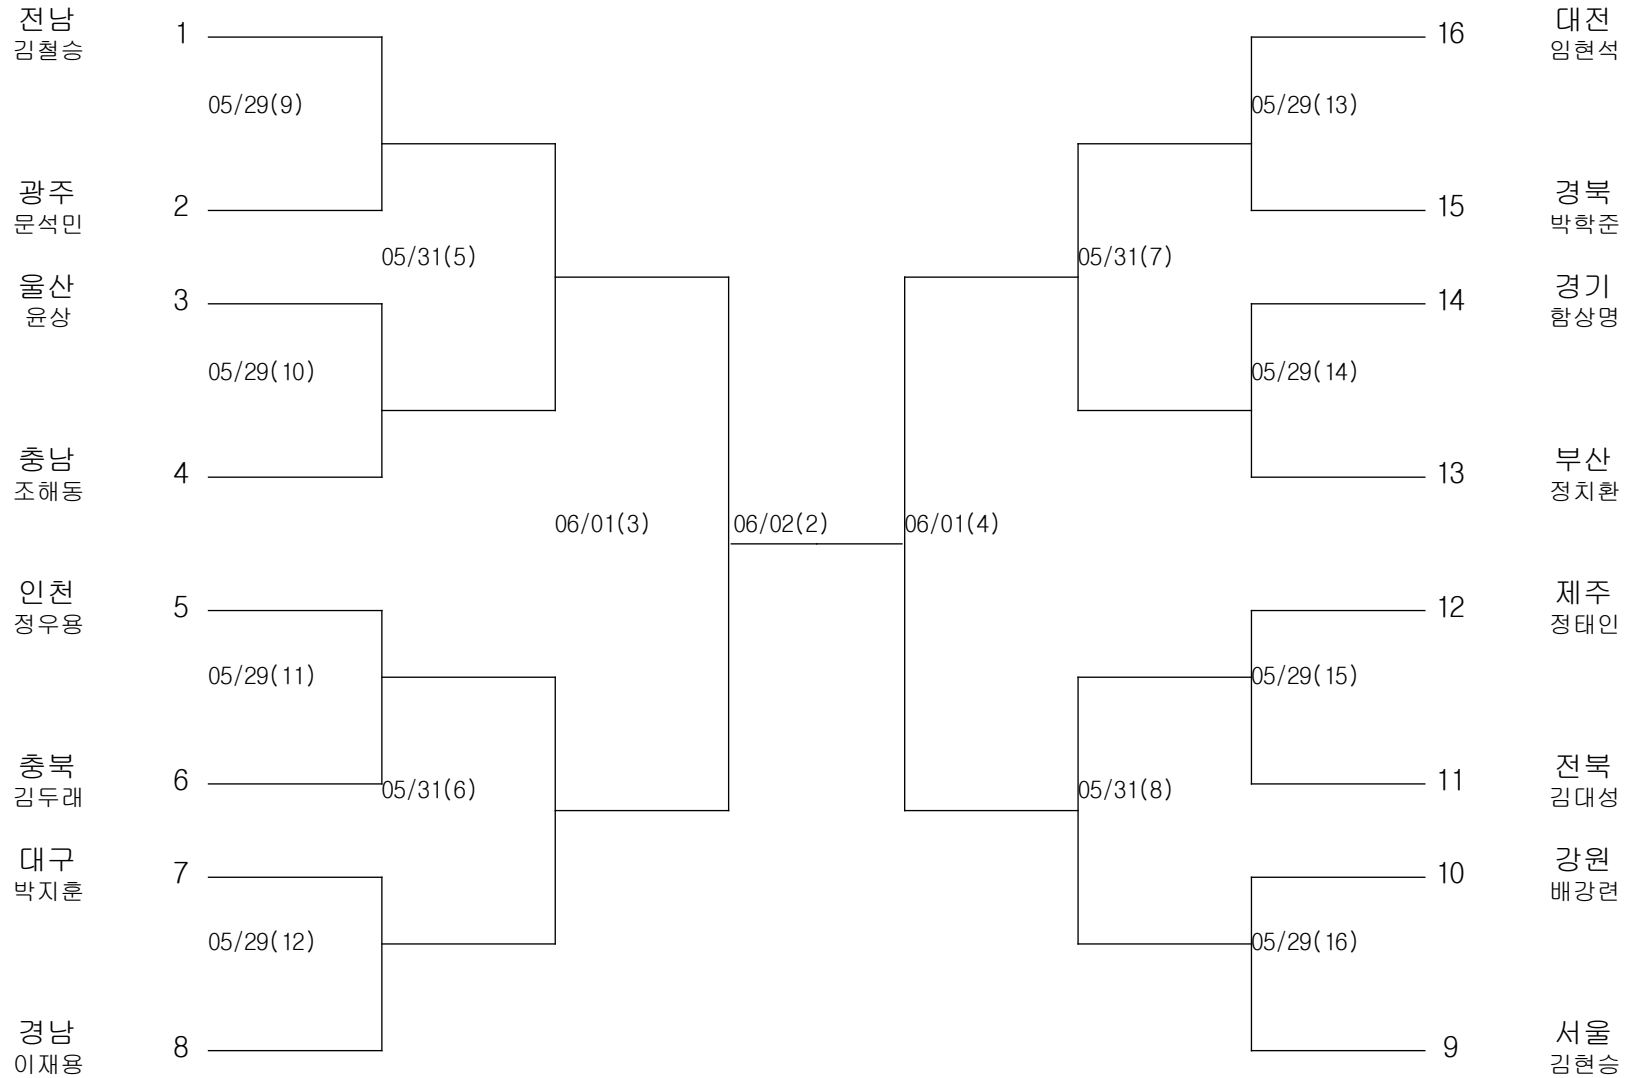 전남
김철승
1
16
대전
임현석
05/29(9)
05/29(13)
광주
문석민
2
15
경북
박학준
05/31(5)
05/31(7)
울산
윤상
3
14
경기
함상명
05/29(10)
05/29(14)
충남
조해동
4
13
부산
정치환
06/01(3)
06/02(2)
06/01(4)
인천
정우용
5
12
제주
정태인
05/29(11)
05/29(15)
충북
김두래
6
11
전북
김대성
05/31(6)
05/31(8)
대구
박지훈
7
10
강원
배강련
05/29(12)
05/29(16)
경남
이재용
8
9
서울
김현승